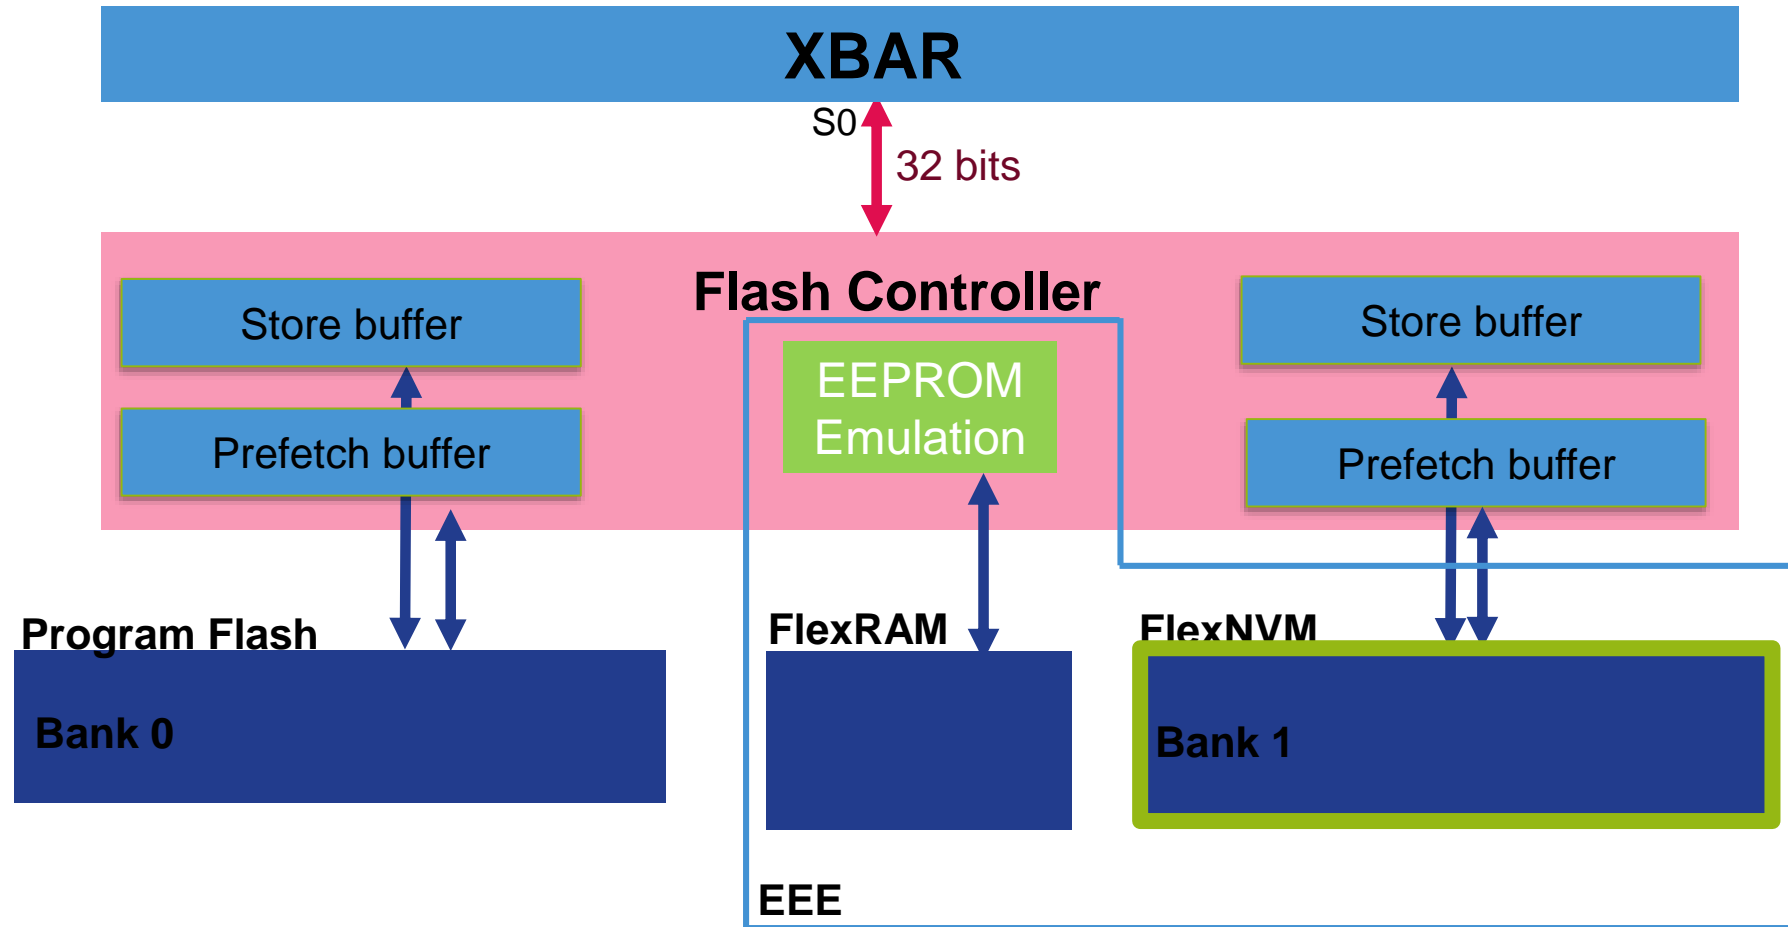 XBAR
S0
32 bits
Flash Controller
Store buffer
Store buffer
EEPROM
Emulation
Prefetch buffer
Prefetch buffer
Program Flash
FlexRAM
FlexNVM
Bank 0
Bank 1
EEE